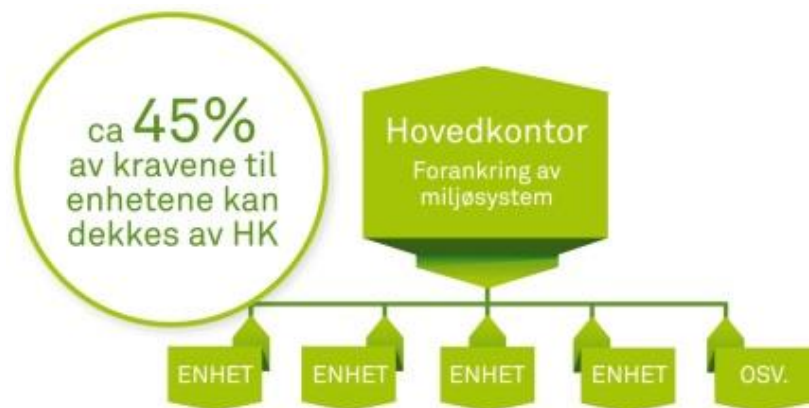 ca 45%
av kravene til
enhetene kan
dekkes av HK
Hovedkontor
Forankring av
miljøsystem
ENHET
ENHET
ENHET
ENHET
OSV.